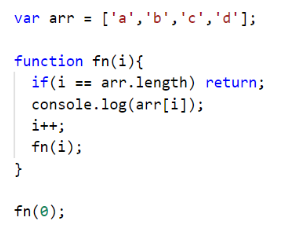 var arr = ['a','b','c','d'];
function fn(i){
if(i == arr.length) return;
console.log(arr[i]);
i++;
fn(i);
}
fn(0);